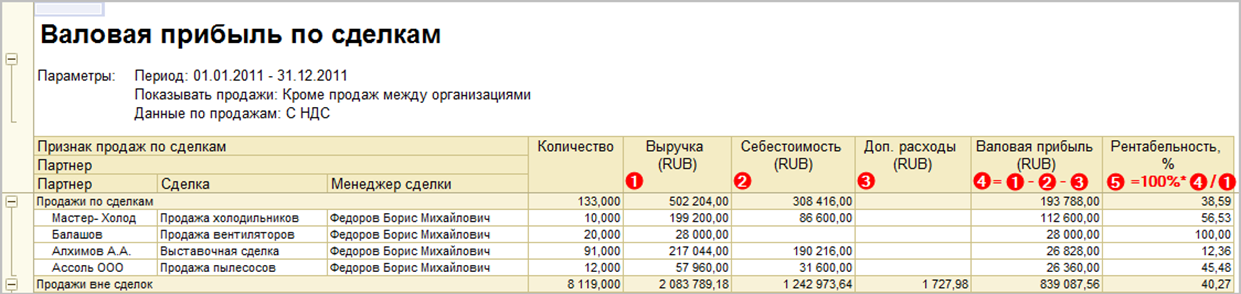 Валовая прибыль по сделкам
Параметры: Период: 01.01.2011 - 31.12.2011
Показывать продажи: Кроме продаж между организациями
Данные по продажам: С НДС
Признак продаж по сделкам Количество Выручка (RUB) Себестоимость (RUB) Доп. расходы (RUB) Валовая прибыль (RUB) Рентабельность, %
Партнер
Партнер Сделка Менеджер сделки 1 2 3 4 = 1 - 2 - 3 5 =100%* 4 / 1
Продажи по сделкам 133,000 502 204,00 308 416,00 193 788,00 38,59
Мастер- Холод Продажа холодильников Федоров Борис Михайлович 10,000 199 200,00 86 600,00 112 600,00 56,53
Балашов Продажа вентиляторов Федоров Борис Михайлович 20,000 28 000,00 28 000,00 100,00
Алхимов А.А. Выставочная сделка Федоров Борис Михайлович 91,000 217 044,00 190 216,00 26 828,00 12,36
Ассоль ООО Продажа пылесосов Федоров Борис Михайлович 12,000 57 960,00 31 600,00 26 360,00 45,48
Продажи вне сделок 8 119,000 2 083 789,18 1 242 973,64 1 727,98 839 087,56 40,27